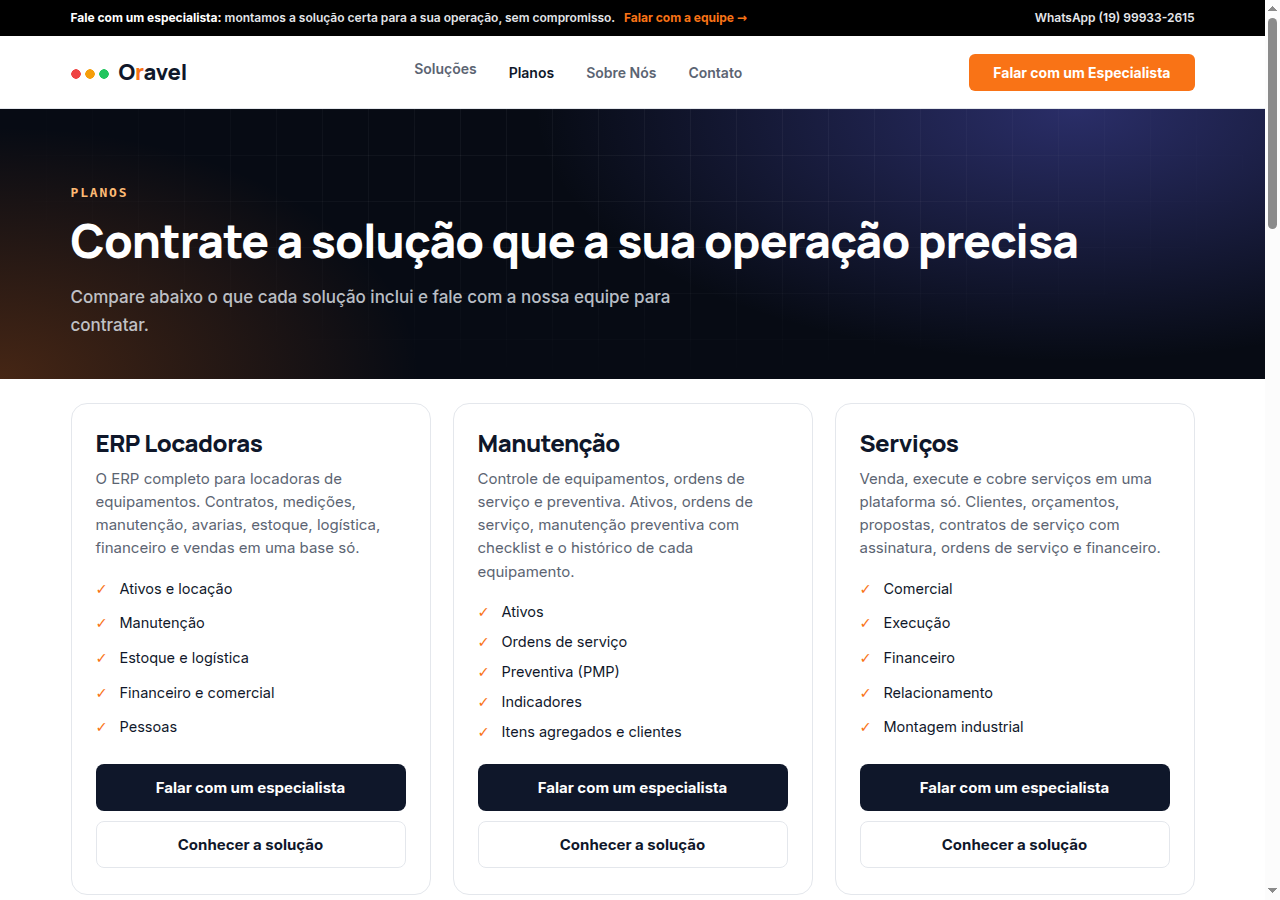 Fale com um especialista: montamos a solução certa para a sua operação, sem compromisso. Falar com a equipe → WhatsApp (19) 99933-2615
Oravel Soluções Planos Sobre Nós Contato Falar com um Especialista
PLANOS
Contrate a solução que a sua operação precisa
Compare abaixo o que cada solução inclui e fale com a nossa equipe para
contratar.
ERP Locadoras
O ERP completo para locadoras de
equipamentos. Contratos, medições,
manutenção, avarias, estoque, logística,
financeiro e vendas em uma base só.
✓ Ativos e locação
✓ Manutenção
✓ Estoque e logística
✓ Financeiro e comercial
✓ Pessoas
Falar com um especialista
Conhecer a solução
Manutenção
Controle de equipamentos, ordens de
serviço e preventiva. Ativos, ordens de
serviço, manutenção preventiva com
checklist e o histórico de cada
equipamento.
✓ Ativos
✓ Ordens de serviço
✓ Preventiva (PMP)
✓ Indicadores
✓ Itens agregados e clientes
Falar com um especialista
Conhecer a solução
Serviços
Venda, execute e cobre serviços em uma
plataforma só. Clientes, orçamentos,
propostas, contratos de serviço com
assinatura, ordens de serviço e financeiro.
✓ Comercial
✓ Execução
✓ Financeiro
✓ Relacionamento
✓ Montagem industrial
Falar com um especialista
Conhecer a solução